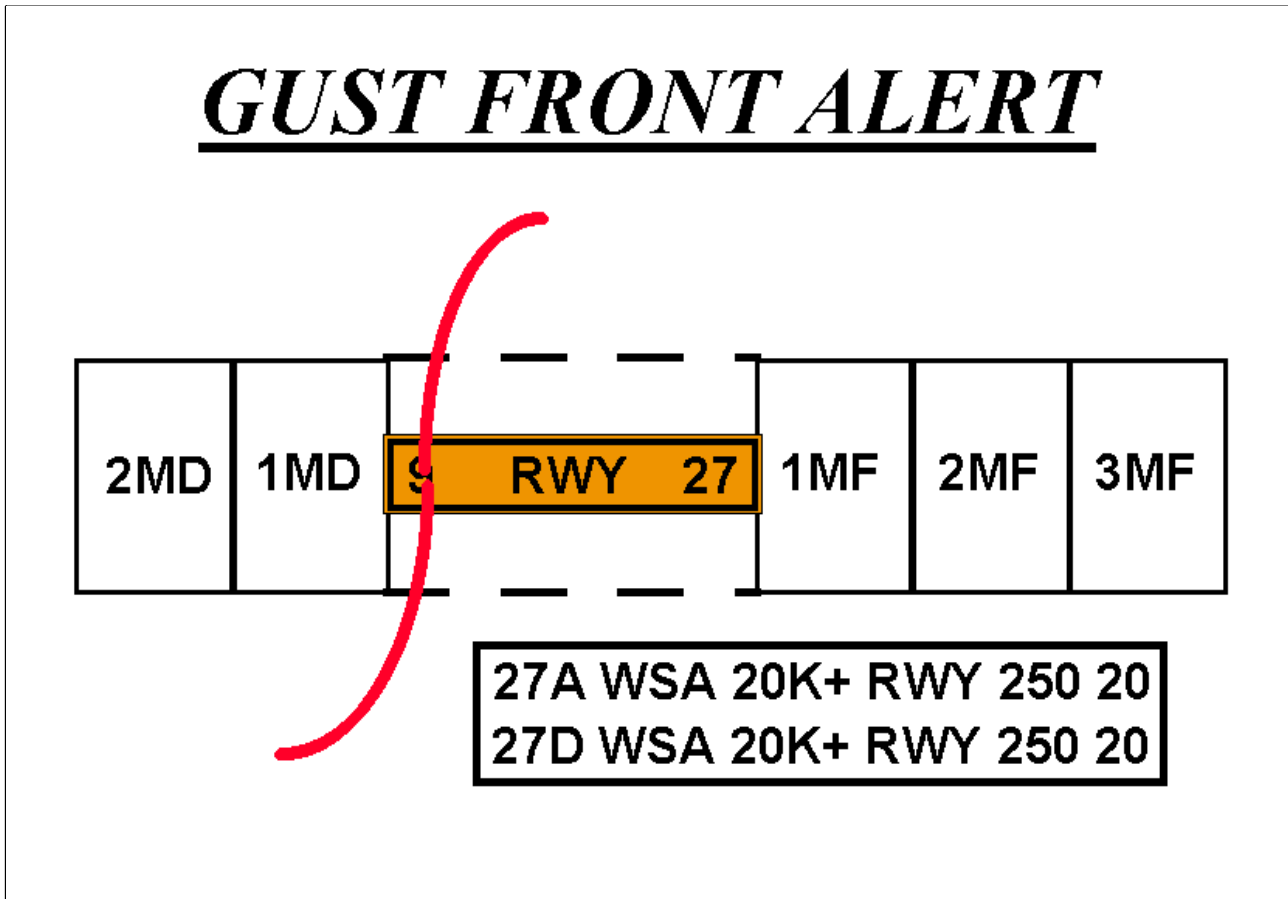 GUST FRONT ALERT
2MD 1MD 9 RWY 27 1MF 2MF 3MF
27A WSA 20K+ RWY 250 20
27D WSA 20K+ RWY 250 20